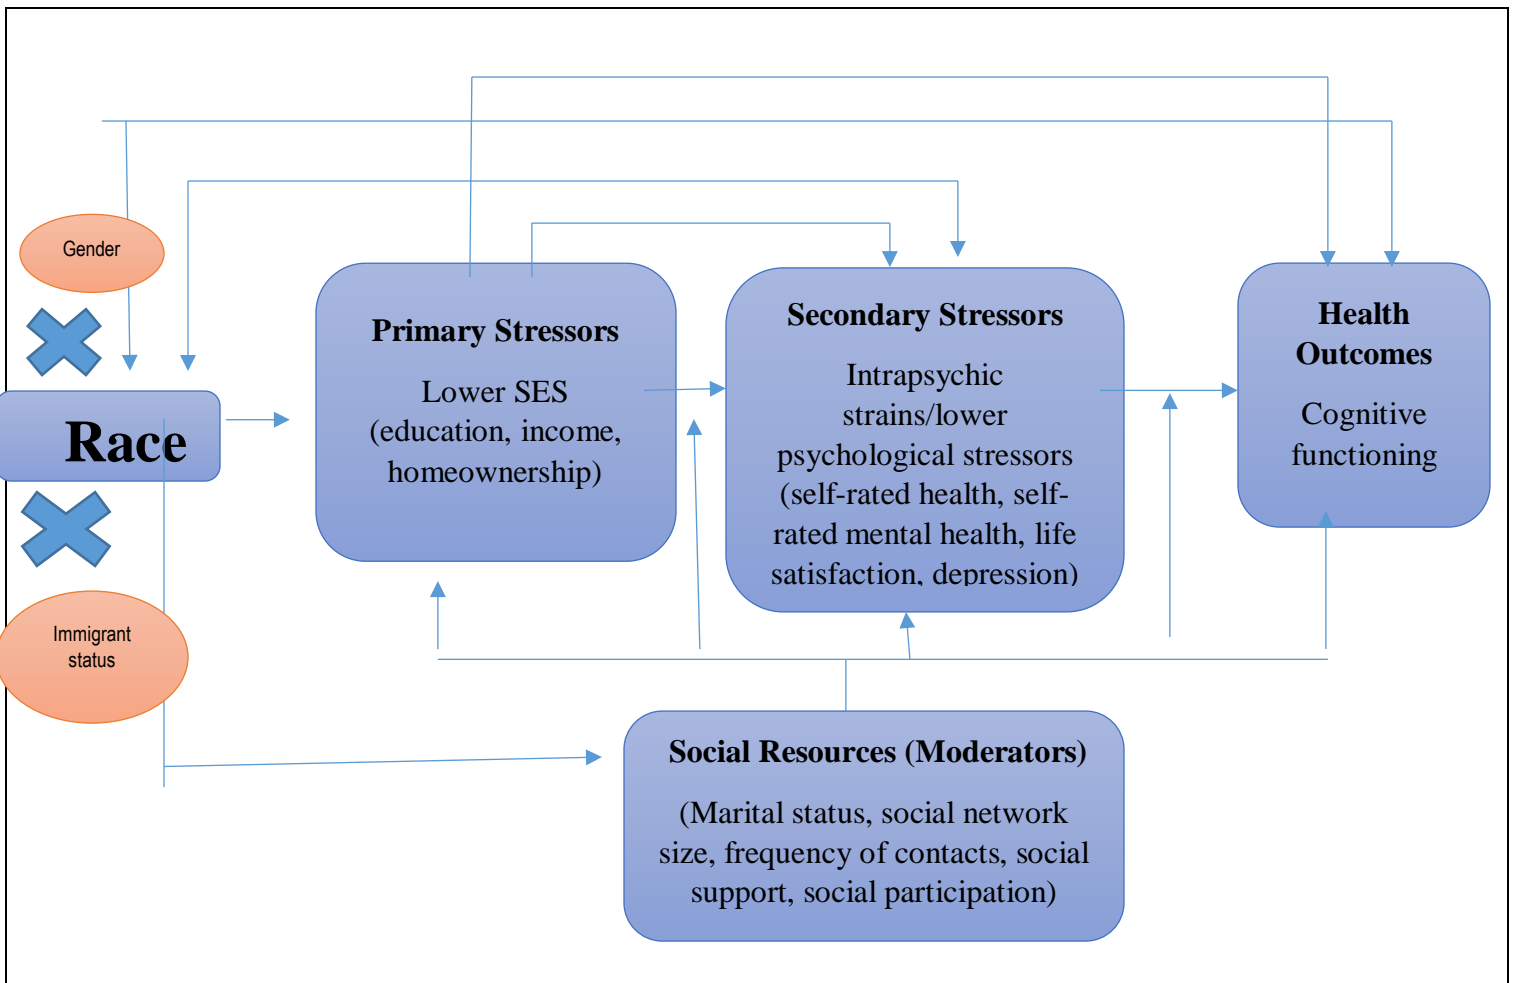 Gender
Race
Immigrant
status
Primary Stressors
Lower SES
(education, income,
homeownership)
Secondary Stressors
Intrapsychic
strains/lower
psychological stressors
(self-rated health, self-
rated mental health, life
satisfaction, depression)
Health
Outcomes
Cognitive
functioning
Social Resources (Moderators)
(Marital status, social network
size, frequency of contacts, social
support, social participation)